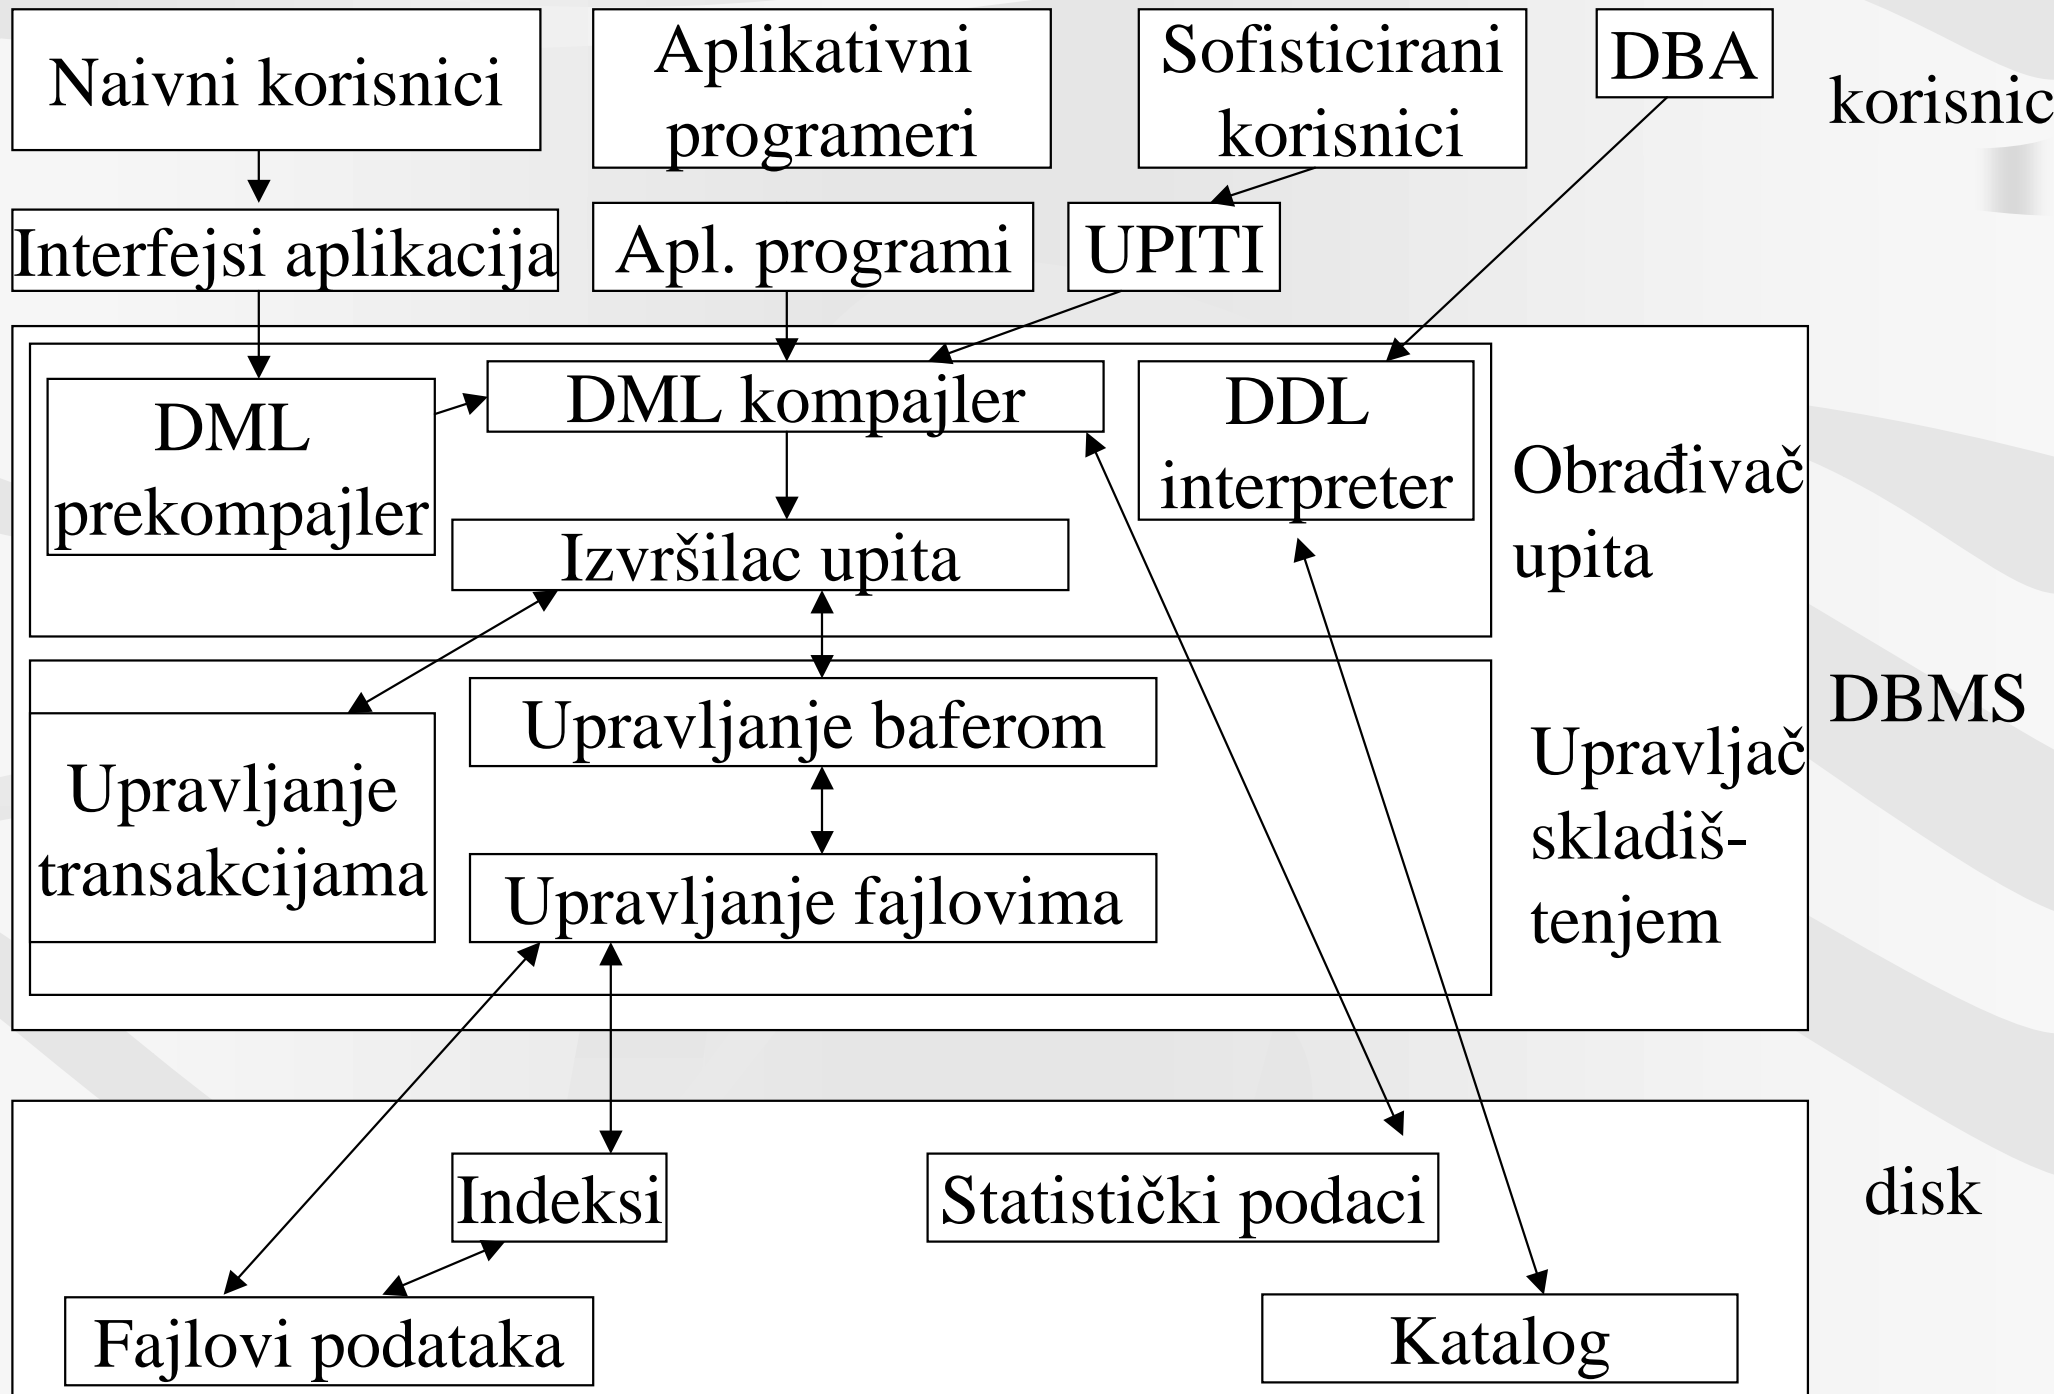 Naivni korisnici
Aplikativni
programeri
Sofisticirani
korisnici
DBA
korisnic
Interfejsi aplikacija
Apl. programi
UPITI
DML
prekompajler
DML kompajler
DDL
interpreter
Obrađivač
upita
Izvršilac upita
Upravljanje
transakcijama
Upravljanje baferom
Upravljanje fajlovima
Upravljač
skladiš-
tenjem
DBMS
Indeksi
Statistički podaci
disk
Fajlovi podataka
Katalog